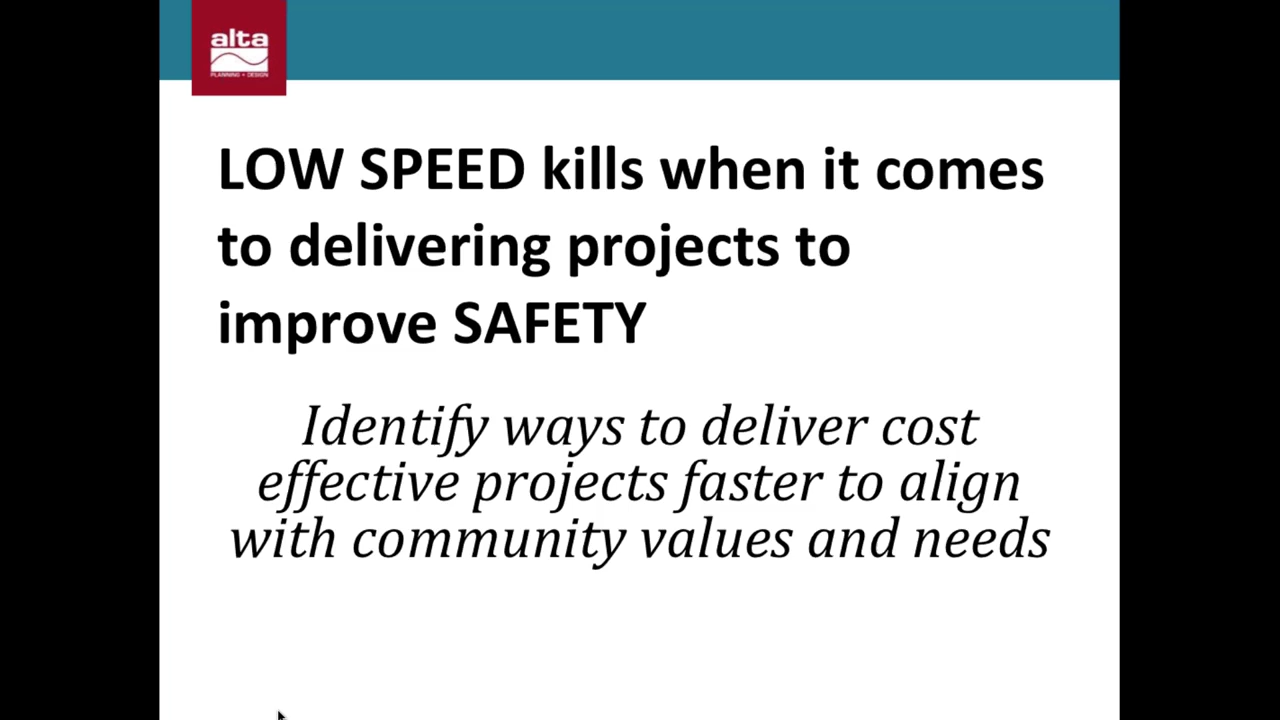 alta
PLANNING + DESIGN
LOW SPEED kills when it comes
to delivering projects to
improve SAFETY
Identify ways to deliver cost
effective projects faster to align
with community values and needs